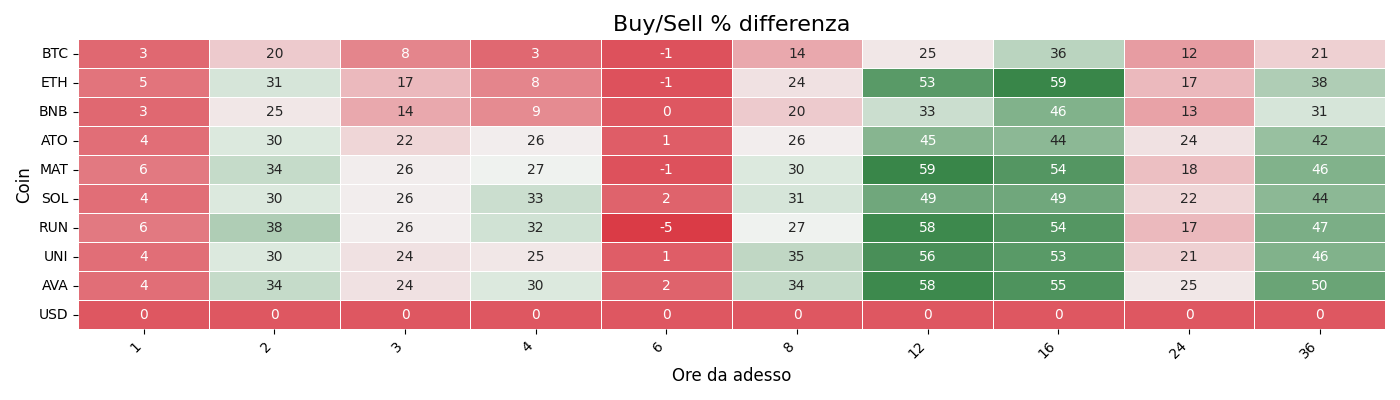 Buy/Sell % differenza
Coin
BTC 3 20 8 3 -1 14 25 36 12 21
ETH 5 31 17 8 -1 24 53 59 17 38
BNB 3 25 14 9 0 20 33 46 13 31
ATO 4 30 22 26 1 26 45 44 24 42
MAT 6 34 26 27 -1 30 59 54 18 46
SOL 4 30 26 33 2 31 49 49 22 44
RUN 6 38 26 32 -5 27 58 54 17 47
UNI 4 30 24 25 1 35 56 53 21 46
AVA 4 34 24 30 2 34 58 55 25 50
USD 0 0 0 0 0 0 0 0 0 0
1 2 3 4 6 8 12 16 24 36
Ore da adesso